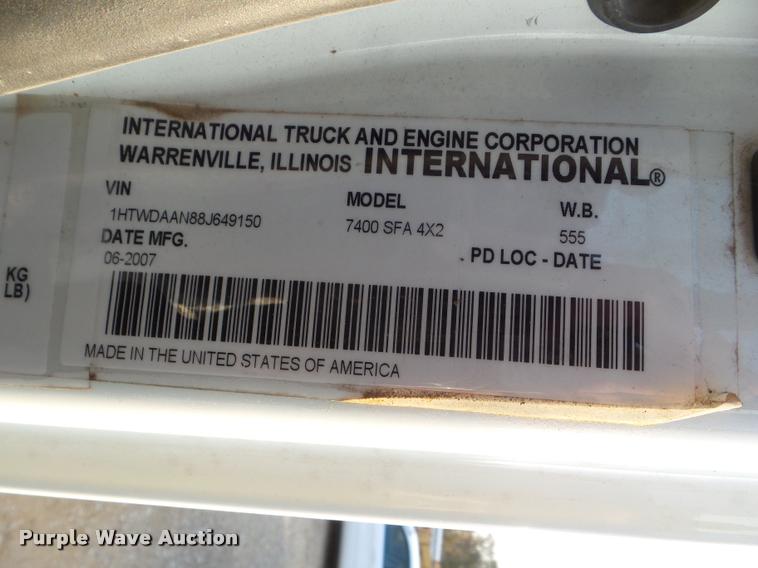 INTERNATIONAL TRUCK AND ENGINE CORPORATION
WARRENVILLE, ILLINOIS INTERNATIONAL®
VIN MODEL W.B.
1HTWDAAN88J649150 7400 SFA 4X2 555
DATE MFG. PD LOC - DATE
06-2007
KG
LB)
MADE IN THE UNITED STATES OF AMERICA
Purple Wave Auction